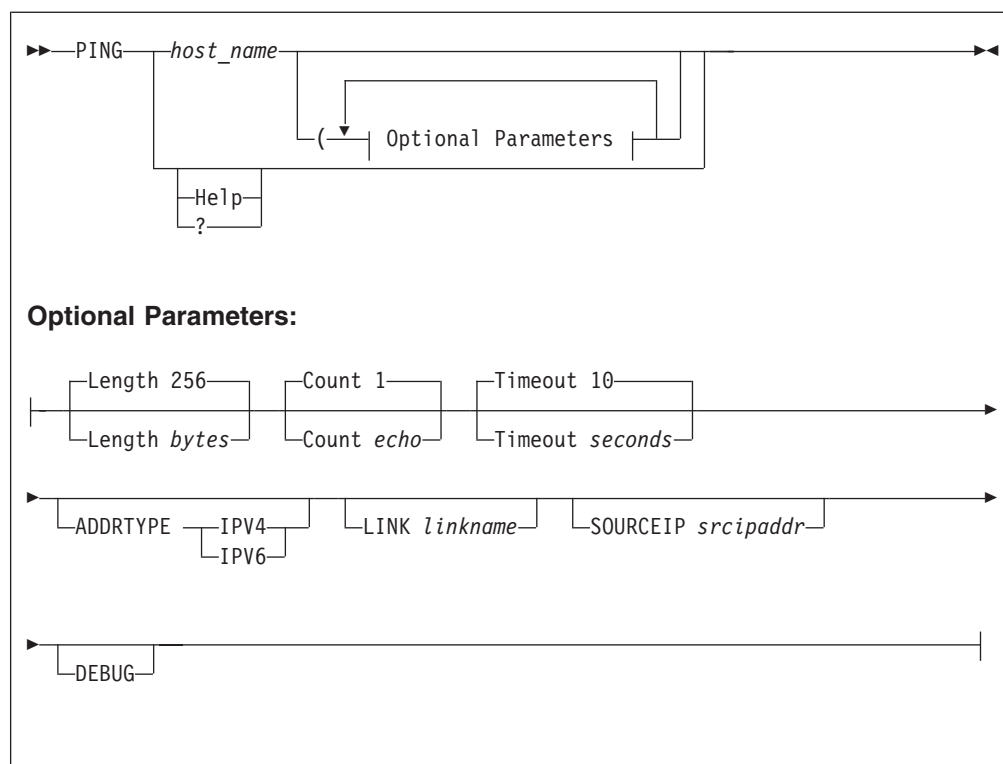 PING host_name
( Optional Parameters
Help
?
Optional Parameters:
Length 256 Count 1 Timeout 10
Length bytes Count echo Timeout seconds
ADDRTYPE IPV4 LINK linkname SOURCEIP srcipaddr
IPV6
DEBUG